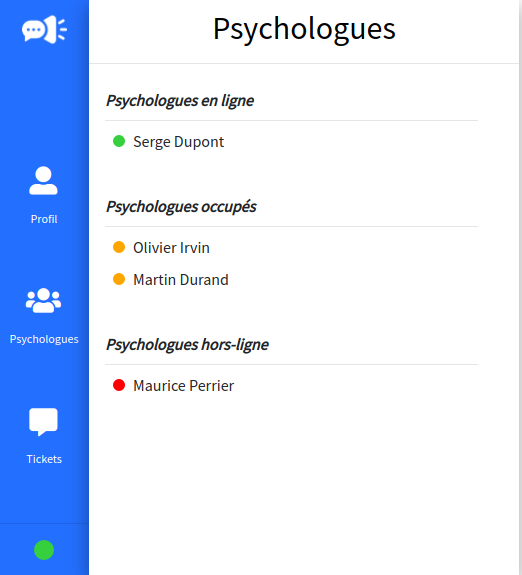 Psychologues
Psychologues en ligne
Serge Dupont
Psychologues occupés
Olivier Irvin
Martin Durand
Psychologues hors-ligne
Maurice Perrier
Profil
Psychologues
Tickets